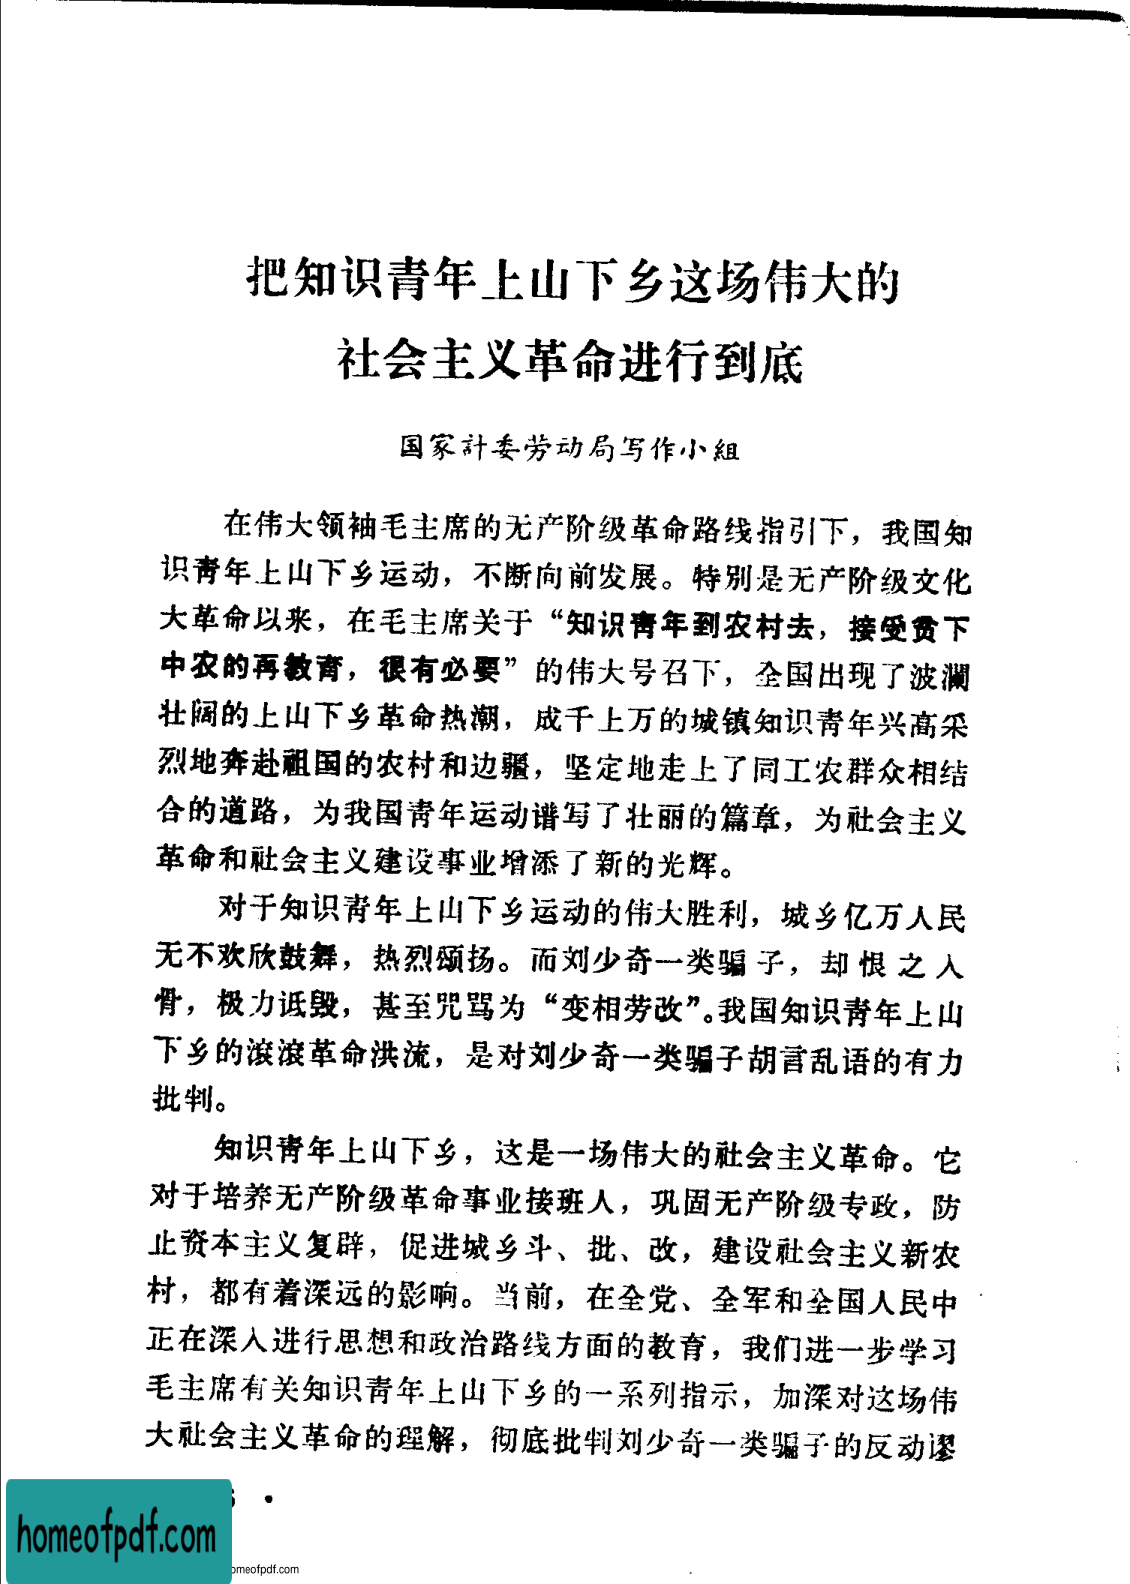 把知识青年上山下乡这场伟大的
社会主义革命进行到底
国家計委劳动局写作小組
在伟大领袖毛主席的无产阶级革命路线指引下，我国知
识青年上山下乡运动，不断向前发展。特别是无产阶级文化
大革命以来，在毛主席关于“知识青年到农村去，接受贫下
中农的再教育，很有必要”的伟大号召下，全国出现了波澜
壮阔的上山下乡革命热潮，成千上万的城镇知识青年兴高采
烈地奔赴祖国的农村和边疆，坚定地走上了同工农群众相结
合的道路，为我国青年运动谱写了壮丽的篇章，为社会主义
革命和社会主义建设事业增添了新的光辉。
对于知识青年上山下乡运动的伟大胜利，城乡亿万人民
无不欢欣鼓舞，热烈颂扬。而刘少奇一类骗子，却恨之入
骨，极力诋毁，甚至咒骂为“变相劳改”。我国知识青年上山
下乡的滚滚革命洪流，是对刘少奇一类骗子胡言乱语的有力
批判。
知识青年上山下乡，这是一场伟大的社会主义革命。它
对于培养无产阶级革命事业接班人，巩固无产阶级专政，防
止资本主义复辟，促进城乡斗、批、改，建设社会主义新农
村，都有着深远的影响。当前，在全党、全军和全国人民中
正在深入进行思想和政治路线方面的教育，我们进一步学习
毛主席有关知识青年上山下乡的一系列指示，加深对这场伟
大社会主义革命的理解，彻底批判刘少奇一类骗子的反动谬
homeofpdf.com
omeofpdf.com